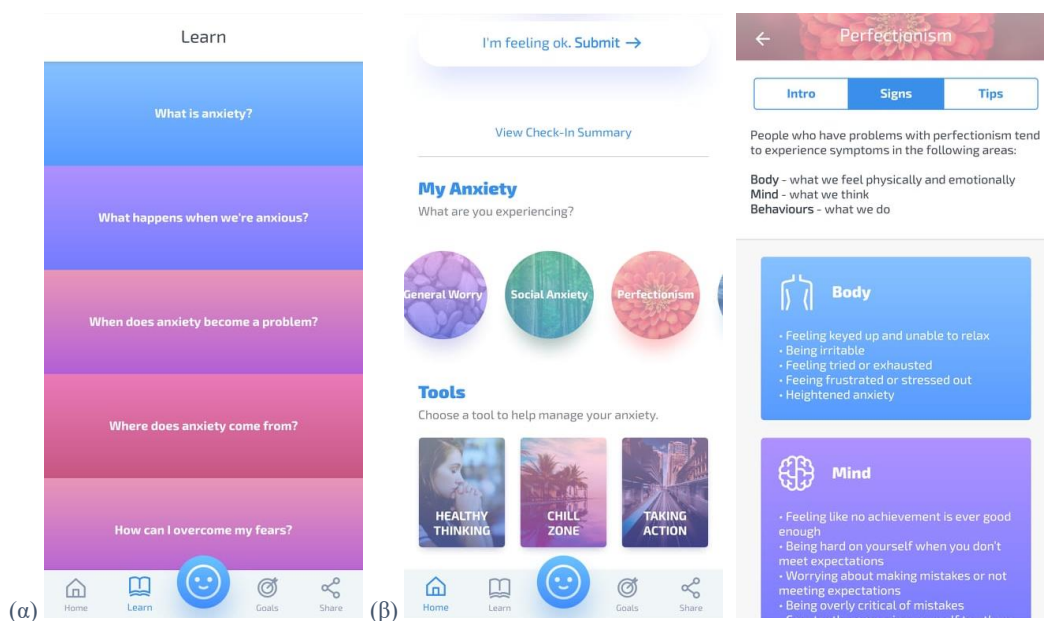 Learn
What is anxiety?
What happens when we're anxious?
When does anxiety become a problem?
Where does anxiety come from?
How can I overcome my fears?
Home
Learn
Goals
Share
(α)
I'm feeling ok. Submit →
View Check-In Summary
My Anxiety
What are you experiencing?
General Worry
Social Anxiety
Perfectionism
Tools
Choose a tool to help manage your anxiety.
HEALTHY
THINKING
CHILL
ZONE
TAKING
ACTION
Home
Learn
Goals
Share
(β)
Perfectionism
Intro
Signs
Tips
People who have problems with perfectionism tend
to experience symptoms in the following areas:
Body - what we feel physically and emotionally
Mind - what we think
Behaviours - what we do
Body
• Feeling keyed up and unable to relax
• Being irritable
• Feeling tried or exhausted
• Feeing frustrated or stressed out
• Heightened anxiety
Mind
• Feeling like no achievement is ever good
enough
• Being hard on yourself when you don't
meet expectations
• Worrying about making mistakes or not
meeting expectations
• Being overly critical of mistakes